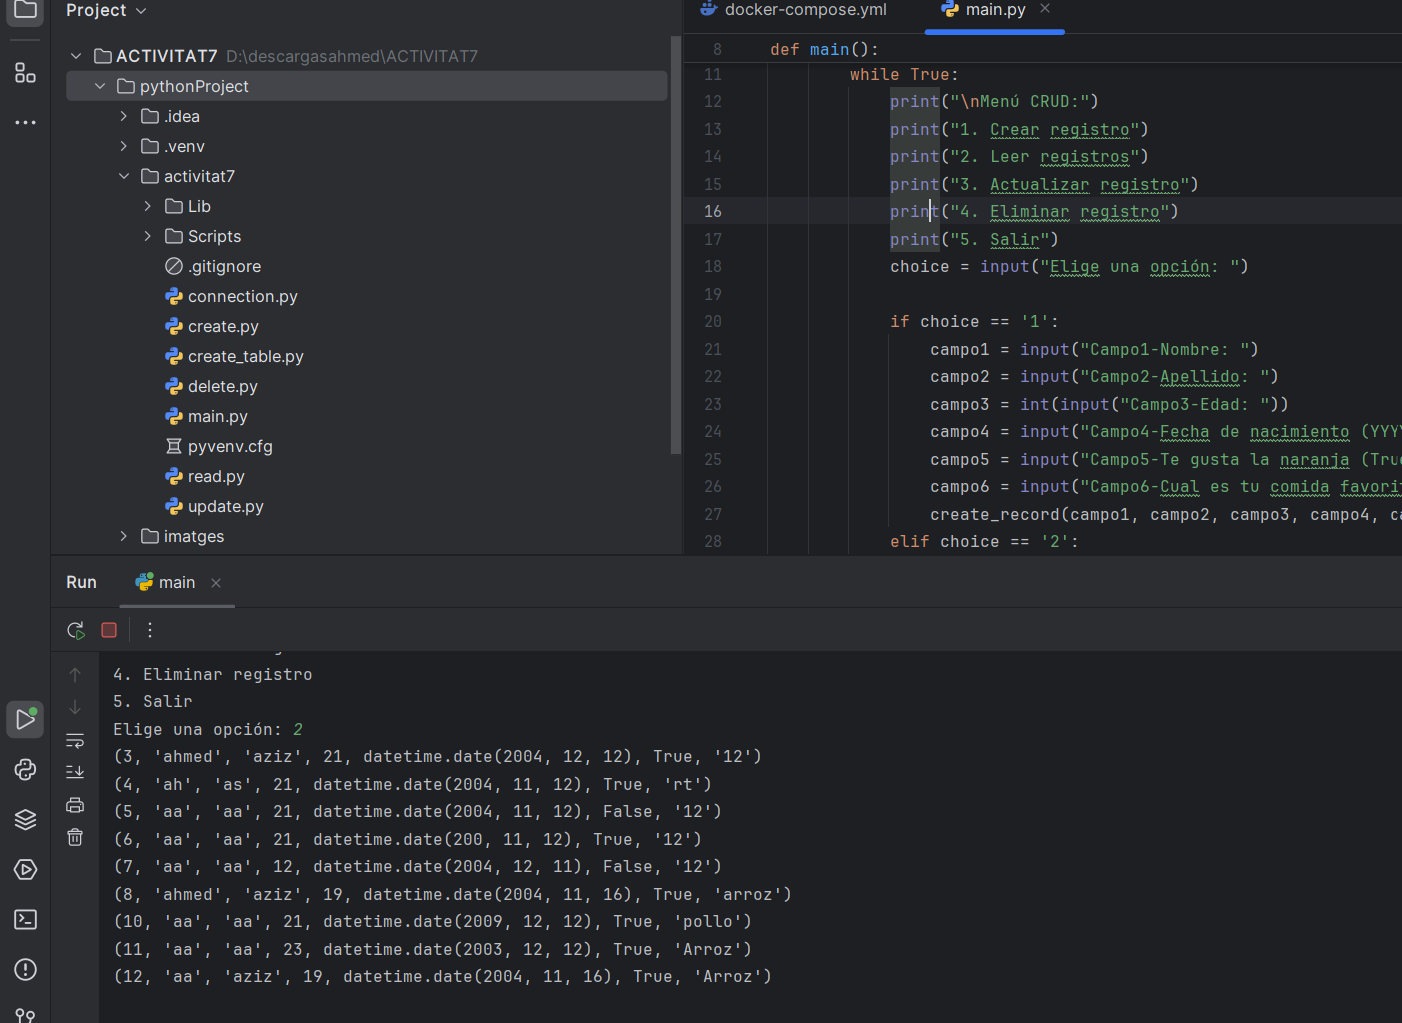 Project
ACTIVITAT7 D:\descargasahmed\ACTIVITAT7
pythonProject
.idea
.venv
activitat7
Lib
Scripts
.gitignore
connection.py
create.py
create_table.py
delete.py
main.py
pyvenv.cfg
read.py
update.py
imatges
docker-compose.yml main.py
8 def main():
11 while True:
12 print("\nMenú CRUD:")
13 print("1. Crear registro")
14 print("2. Leer registros")
15 print("3. Actualizar registro")
16 print("4. Eliminar registro")
17 print("5. Salir")
18 choice = input("Elige una opción: ")
19
20 if choice == '1':
21 campo1 = input("Campo1-Nombre: ")
22 campo2 = input("Campo2-Apellido: ")
23 campo3 = int(input("Campo3-Edad: "))
24 campo4 = input("Campo4-Fecha de nacimiento (YYY
25 campo5 = input("Campo5-Te gusta la naranja (Tru
26 campo6 = input("Campo6-Cual es tu comida favori
27 create_record(campo1, campo2, campo3, campo4, ca
28 elif choice == '2':
Run main
4. Eliminar registro
5. Salir
Elige una opción: 2
(3, 'ahmed', 'aziz', 21, datetime.date(2004, 12, 12), True, '12')
(4, 'ah', 'as', 21, datetime.date(2004, 11, 12), True, 'rt')
(5, 'aa', 'aa', 21, datetime.date(2004, 11, 12), False, '12')
(6, 'aa', 'aa', 21, datetime.date(200, 11, 12), True, '12')
(7, 'aa', 'aa', 12, datetime.date(2004, 12, 11), False, '12')
(8, 'ahmed', 'aziz', 19, datetime.date(2004, 11, 16), True, 'arroz')
(10, 'aa', 'aa', 21, datetime.date(2009, 12, 12), True, 'pollo')
(11, 'aa', 'aa', 23, datetime.date(2003, 12, 12), True, 'Arroz')
(12, 'aa', 'aziz', 19, datetime.date(2004, 11, 16), True, 'Arroz')